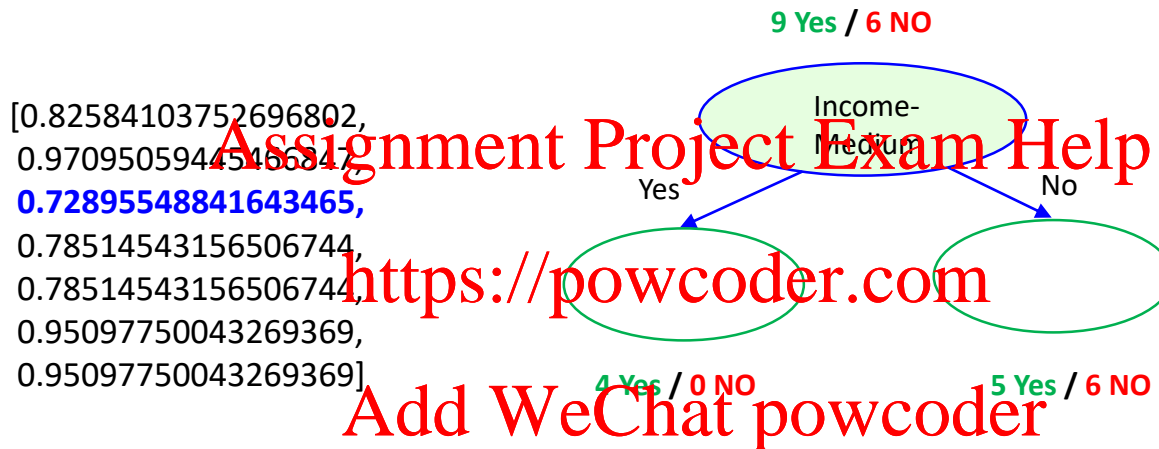 9 Yes / 6 NO
[0.82584103752696802,
0.97095059445466847,
0.72895548841643465,
0.78514543156506744,
0.78514543156506744,
0.95097750043269369,
0.95097750043269369]
Income-
Medium
Assignment Project Exam Help
Yes
No
https://powcoder.com
4 Yes / 0 NO
5 Yes / 6 NO
Add WeChat powcoder